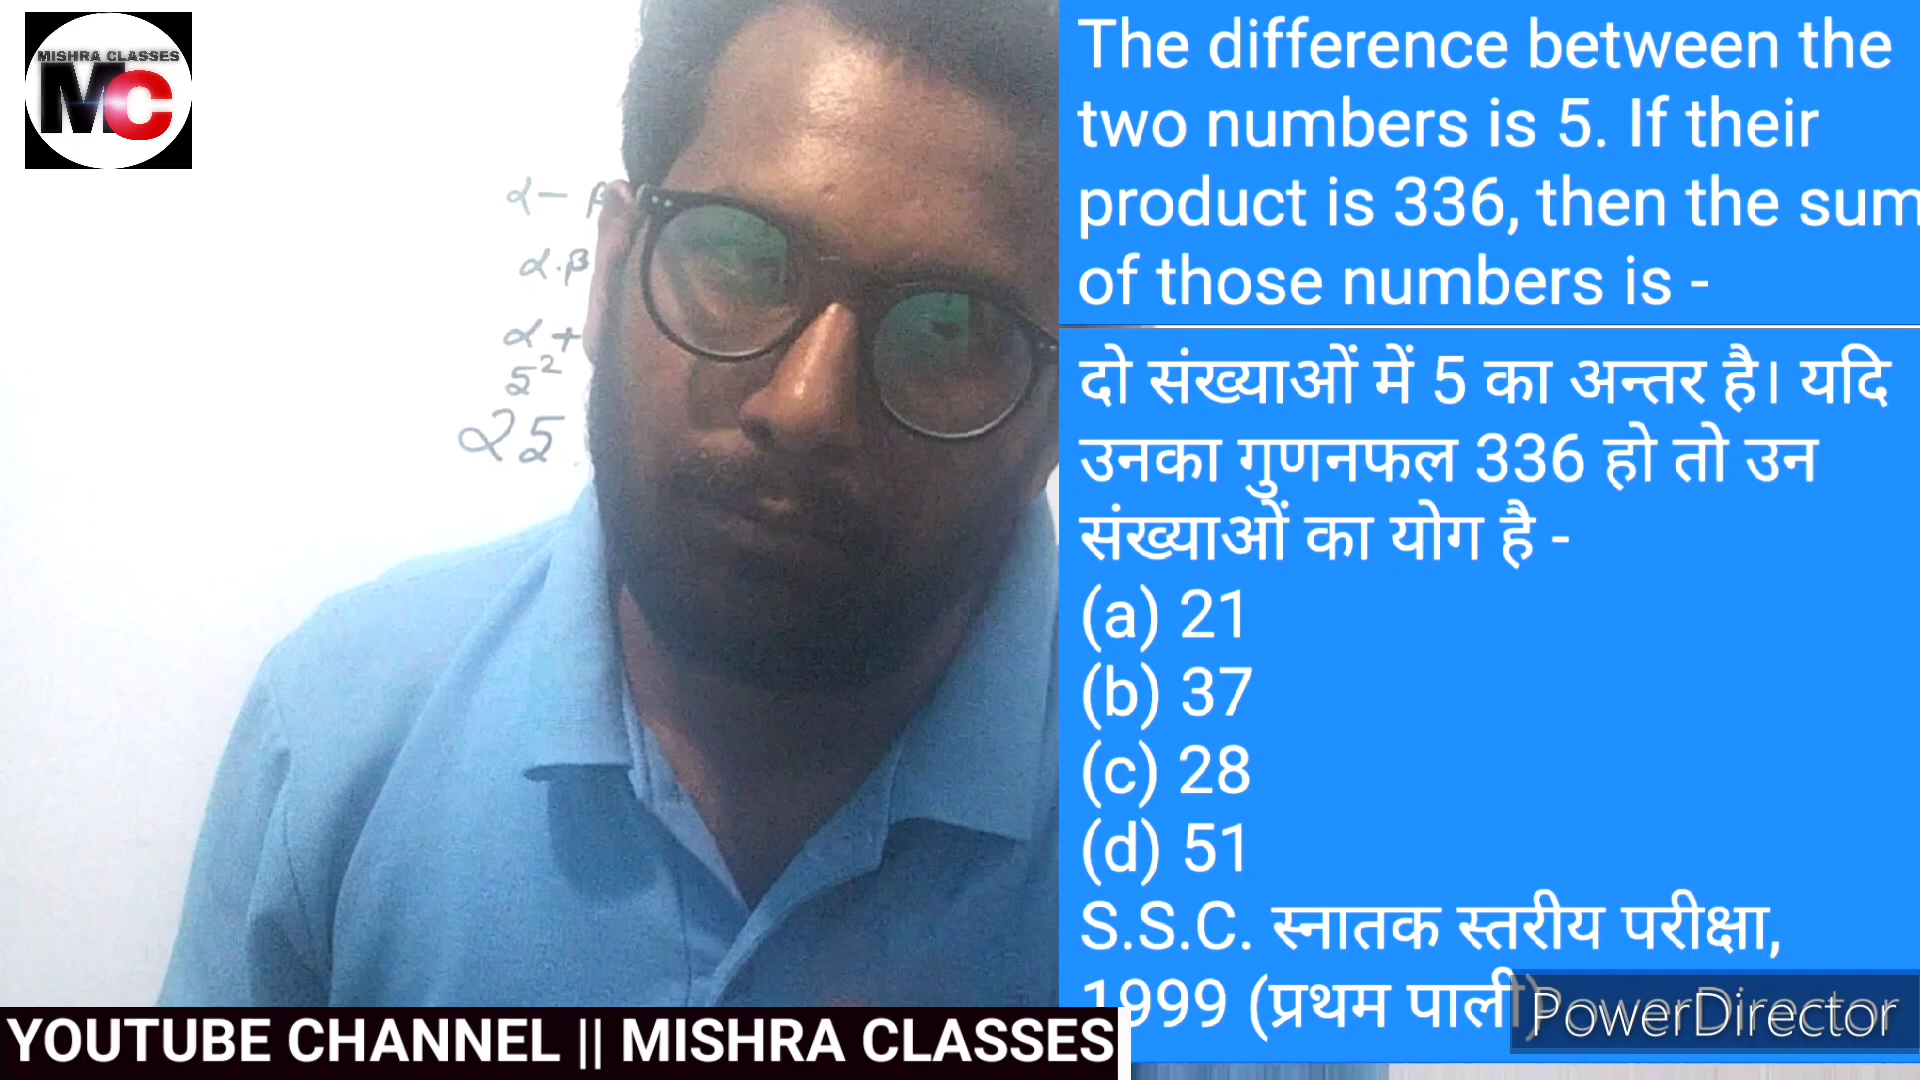 MISHRA CLASSES
MC
α -
α.β
α +
5²
25
The difference between the
two numbers is 5. If their
product is 336, then the sum
of those numbers is -
दो संख्याओं में 5 का अन्तर है। यदि
उनका गुणनफल 336 हो तो उन
संख्याओं का योग है -
(a) 21
(b) 37
(c) 28
(d) 51
S.S.C. स्नातक स्तरीय परीक्षा,
1999 (प्रथम पाली)
PowerDirector
YOUTUBE CHANNEL || MISHRA CLASSES